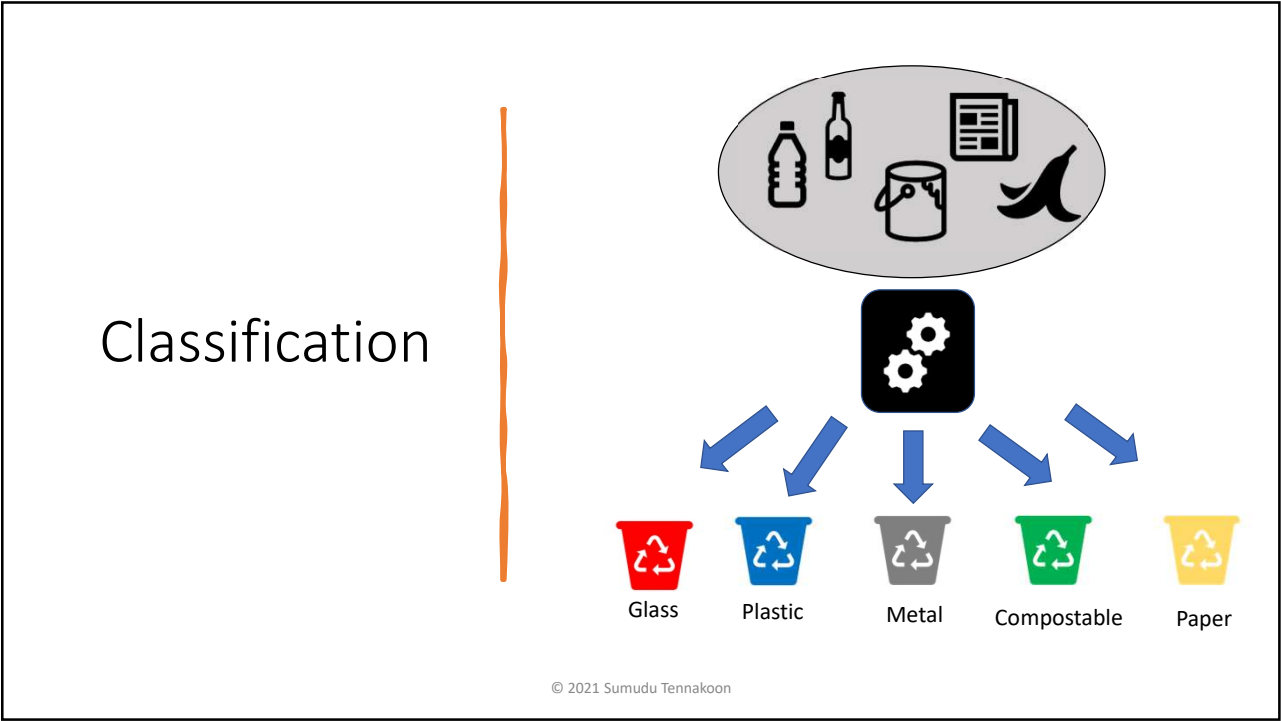 Classification
Glass
Plastic
Metal
Compostable
Paper
© 2021 Sumudu Tennakoon